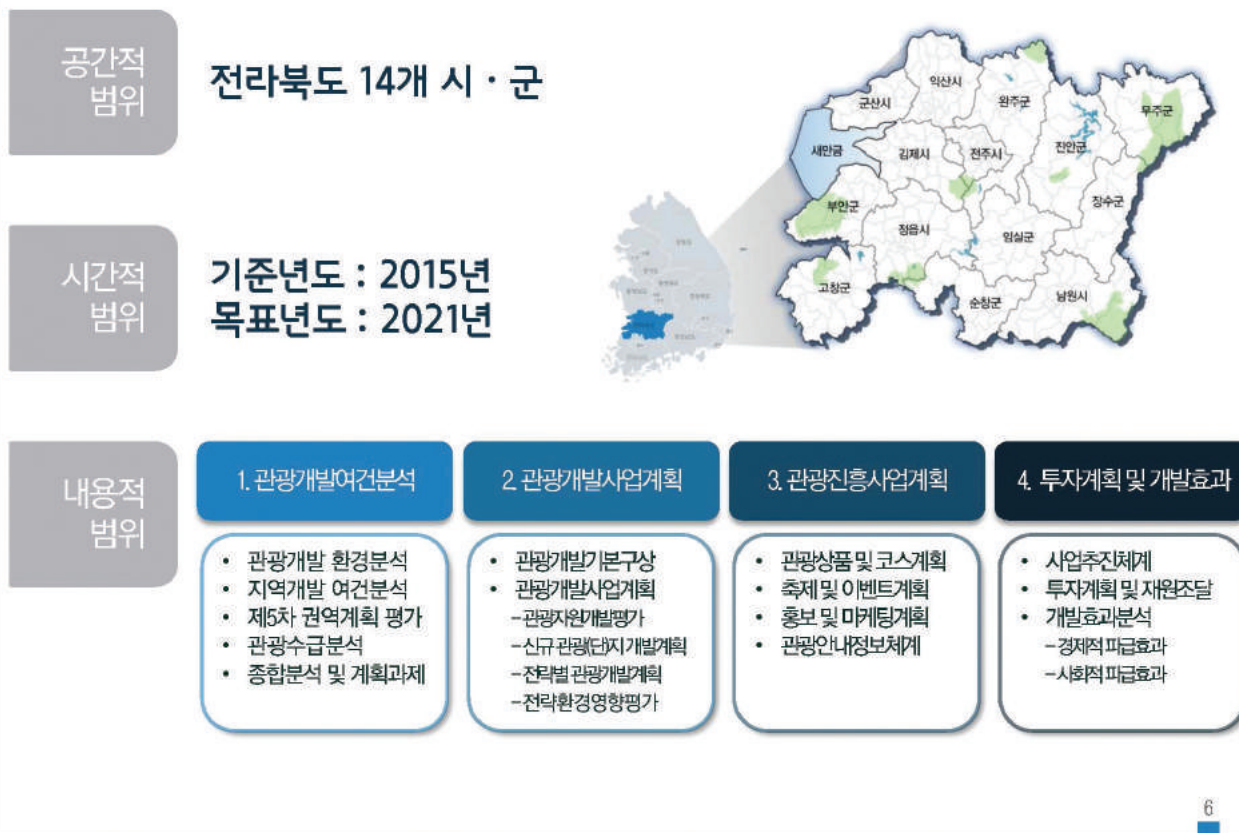 공간적
범위
전라북도 14개 시 · 군
익산시
군산시
완주군
무주군
새만금
김제시
전주시
진안군
장수군
부안군
정읍시
임실군
고창군
순창군
남원시
시간적
범위
기준년도 : 2015년
목표년도 : 2021년
내용적
범위
1. 관광개발여건분석
• 관광개발 환경분석
• 지역개발 여건분석
• 제5차 권역계획 평가
• 관광수급분석
• 종합분석 및 계획과제
2. 관광개발사업계획
• 관광개발기본구상
• 관광개발사업계획
-관광자원개발평가
-신규 관광(단)지 개발계획
-전략별 관광개발계획
-전략환경영향평가
3. 관광진흥사업계획
• 관광상품 및 코스계획
• 축제 및 이벤트계획
• 홍보 및 마케팅계획
• 관광안내정보체계
4. 투자계획 및 개발효과
• 사업추진체계
• 투자계획 및 재원조달
• 개발효과분석
-경제적 파급효과
-사회적 파급효과
6